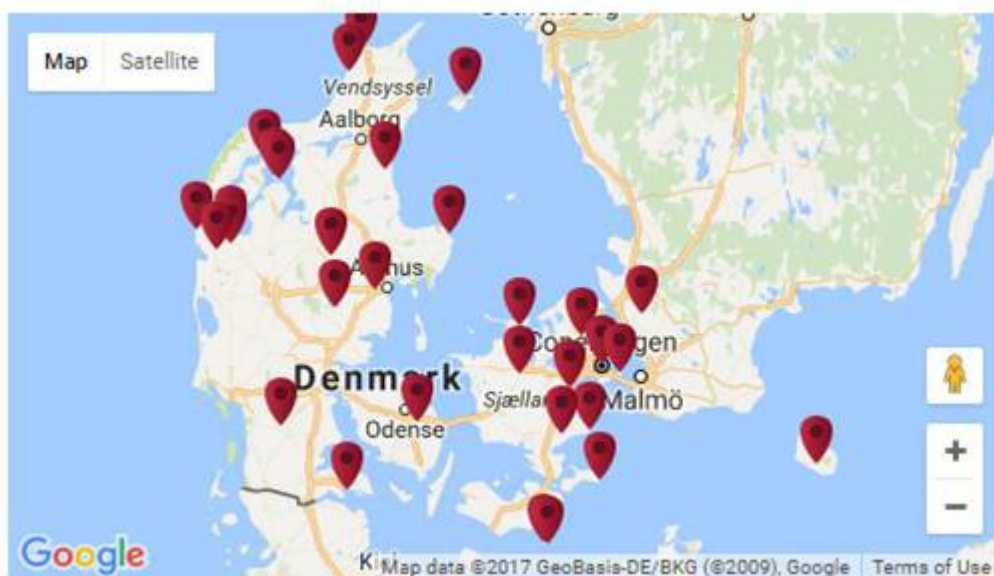 Map Satellite
Vendsyssel
Aalborg
Denmark
Odense
Malmö
+
−
Google
Map data ©2017 GeoBasis-DE/BKG (©2009), Google Terms of Use